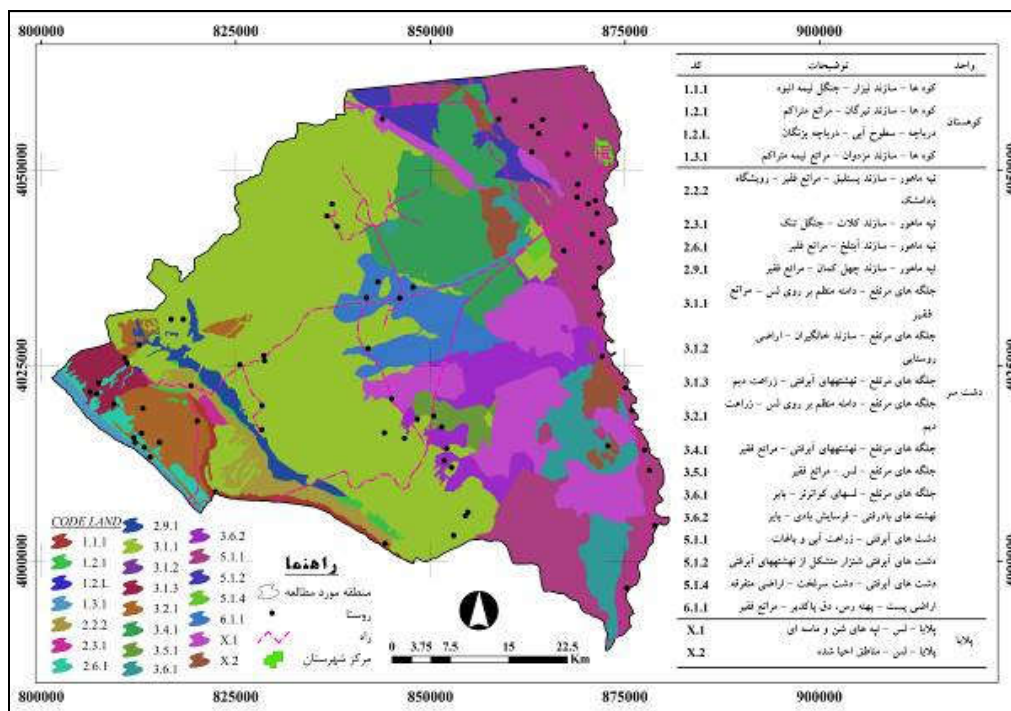 800000 825000 850000 875000 900000
4050000
4025000
4000000
4050000
4025000
4000000
واحد توضیحات کد
کوهستان
کوه ها - سازند نیزار - جنگل نیمه انبوه 1.1.1
کوه ها - سازند تیرگان - مراتع متراکم 1.2.1
دریاچه - سطوح آبی - دریاچه بزنگان 1.2.L
کوه ها - سازند مزدوران - مراتع نیمه متراکم 1.3.1
دشت سر
تپه ماهور - سازند پستلیق - مراتع فقیر - رویشگاه
بادامشک
2.2.2
تپه ماهور - سازند کلات - جنگل تنک 2.3.1
تپه ماهور - سازند آبتلخ - مراتع فقیر 2.6.1
تپه ماهور - سازند چهل کمان - مراتع فقیر 2.9.1
جلگه های مرتفع - دامنه منظم بر روی لس - مراتع
فقیر
3.1.1
جلگه های مرتفع - سازند خانگیران - اراضی
روستایی
3.1.2
جلگه های مرتفع - نهشتههای آبرفتی - زراعت دیم 3.1.3
جلگه های مرتفع - دامنه منظم بر روی لس - زراعت
دیم
3.2.1
جلگه های مرتفع - نهشتههای آبرفتی - مراتع فقیر 3.4.1
جلگه های مرتفع - لس - مراتع فقیر 3.5.1
جلگه های مرتفع - لسهای کواترنر - بایر 3.6.1
نهشته های بادرفتی - فرسایش بادی - بایر 3.6.2
دشت های آبرفتی - زراعت آبی و باغات 5.1.1
دشت های آبرفتی شنزار متشکل از نهشتههای آبرفتی 5.1.2
دشت های آبرفتی - دشت سرلخت - اراضی متفرقه 5.1.4
اراضی پست - پهنه رس، دق پاکدیر - مراتع فقیر 6.1.1
پلایا
پلایا - لس - تپه های شن و ماسه ای X.1
پلایا - لس - مناطق احیا شده X.2
CODE LAND
1.1.1
1.2.1
1.2.L
1.3.1
2.2.2
2.3.1
2.6.1
2.9.1
3.1.1
3.1.2
3.1.3
3.2.1
3.4.1
3.5.1
3.6.1
3.6.2
5.1.1
5.1.2
5.1.4
6.1.1
X.1
X.2
راهنما
منطقه مورد مطالعه
روستا
راه
مرکز شهرستان
0 3.75 7.5 15 22.5
Km
800000 825000 850000 875000 900000